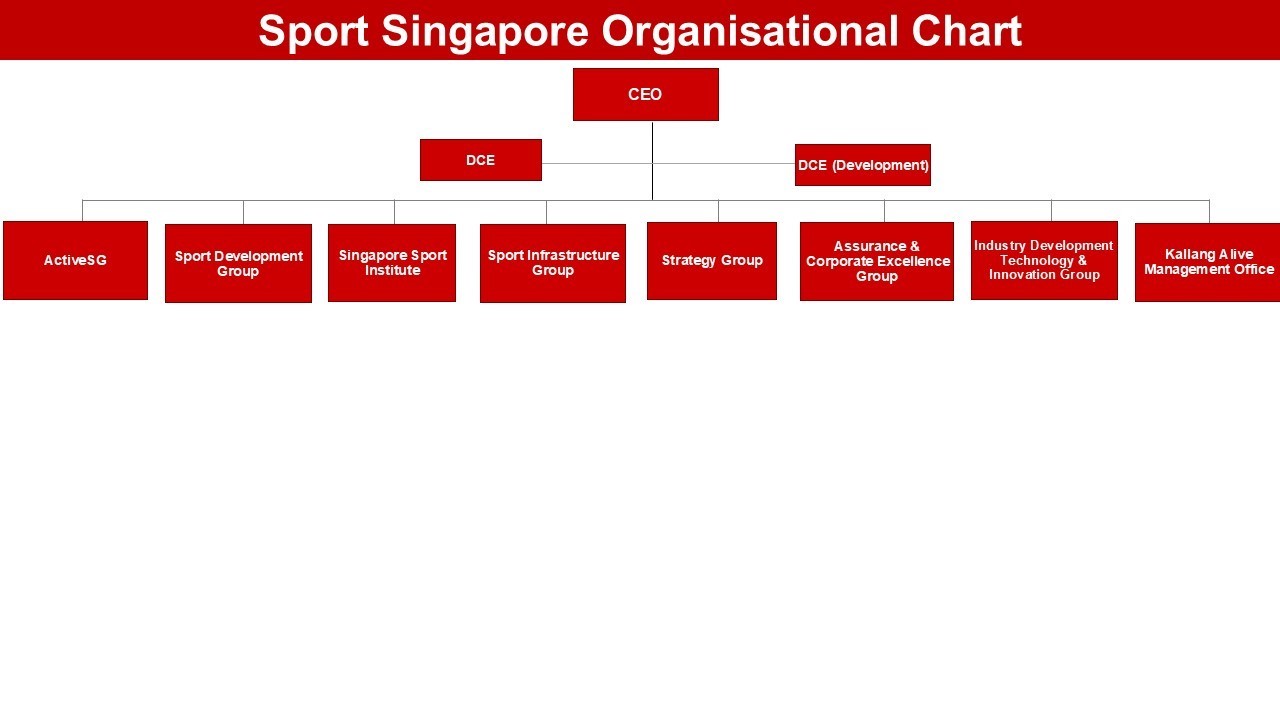 Sport Singapore Organisational Chart
CEO
DCE
DCE (Development)
ActiveSG
Sport Development
Group
Singapore Sport
Institute
Sport Infrastructure
Group
Strategy Group
Assurance &
Corporate Excellence
Group
Industry Development
Technology &
Innovation Group
Kallang Alive
Management Office